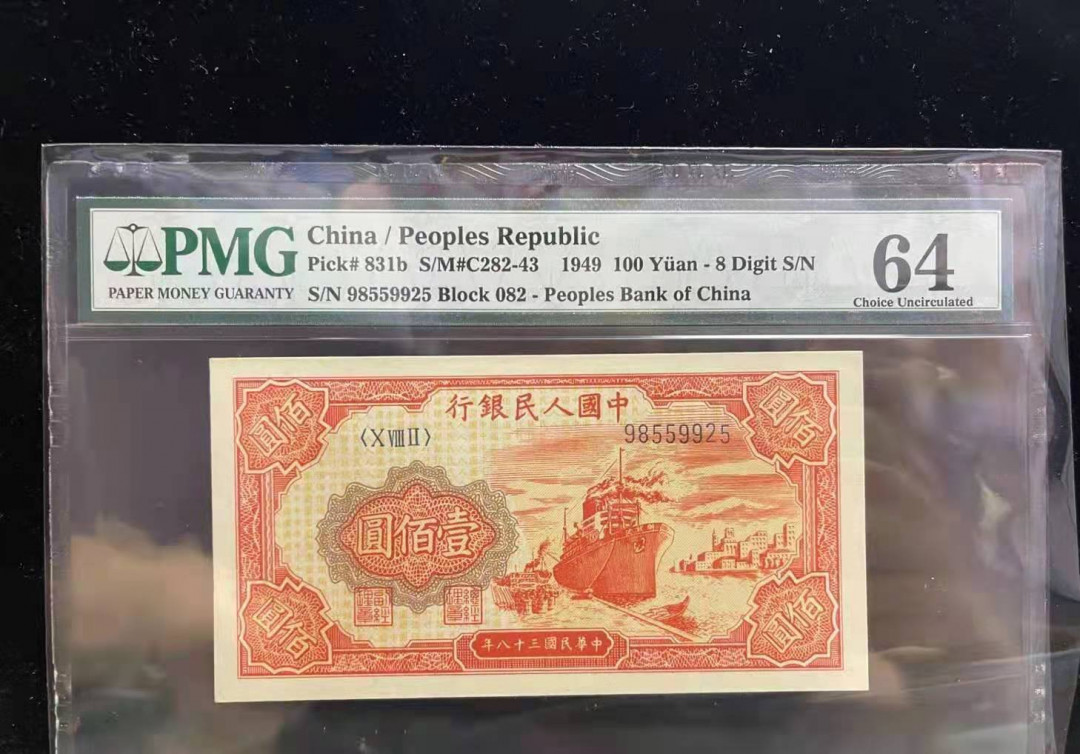 PMG
PAPER MONEY GUARANTY
China / Peoples Republic
Pick# 831b S/M#C282-43 1949 100 Yüan - 8 Digit S/N
S/N 98559925 Block 082 - Peoples Bank of China
64
Choice Uncirculated
行銀民人國中
圓佰
圓佰
〈X VIII II〉
98559925
圓佰壹
圓佰
圓佰
年八十三國民華中